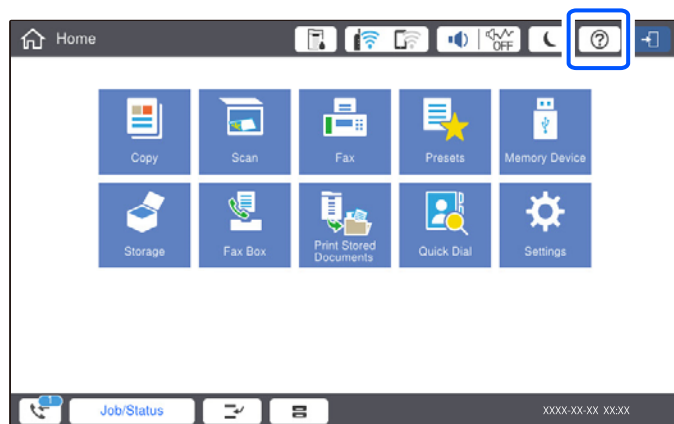 Home
OFF
?
Copy
Scan
Fax
Presets
Memory Device
Storage
Fax Box
Print Stored
Documents
Quick Dial
Settings
1
Job/Status
XXXX-XX-XX XX:XX